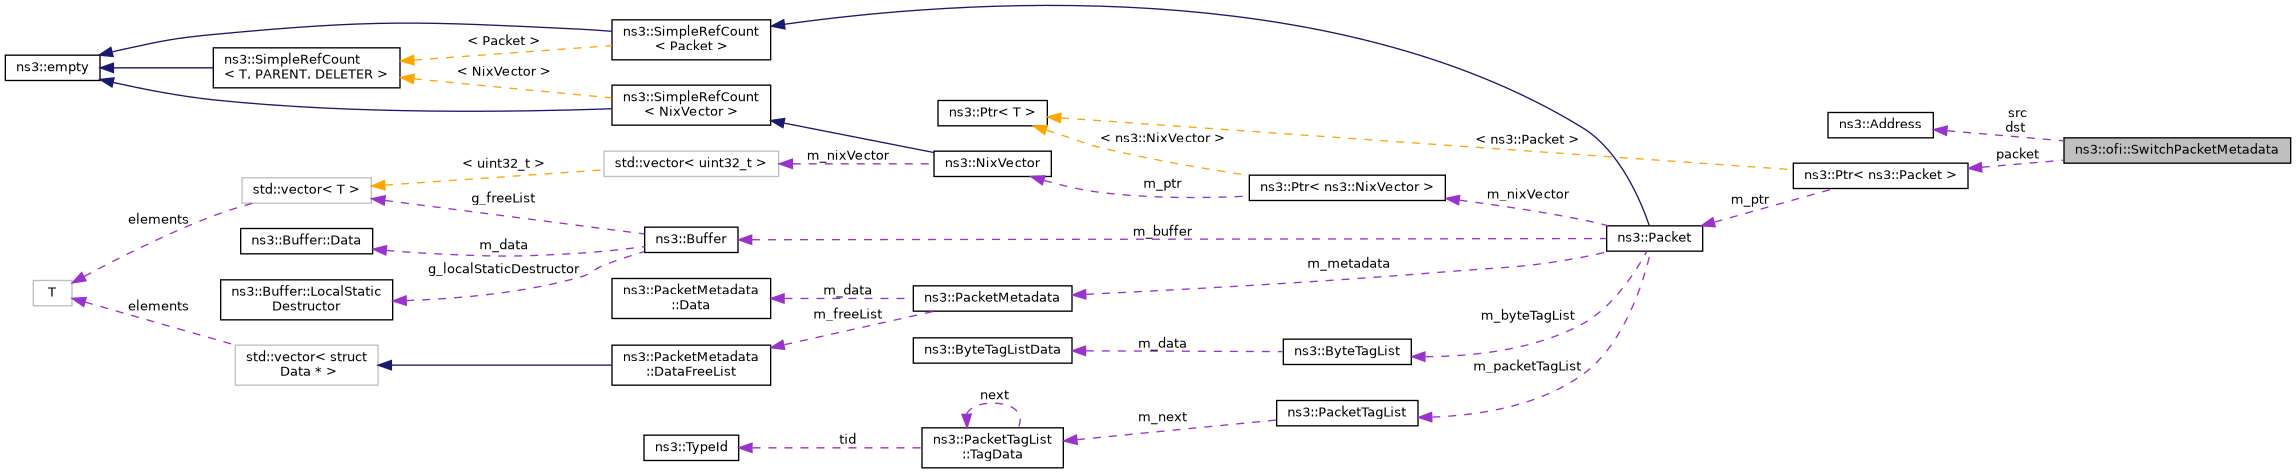 ns3::empty
ns3::SimpleRefCount
< T, PARENT, DELETER >
< Packet >
< NixVector >
ns3::SimpleRefCount
< Packet >
ns3::SimpleRefCount
< NixVector >
ns3::Ptr< T >
< ns3::NixVector >
< ns3::Packet >
ns3::Address
src
dst
packet
ns3::ofi::SwitchPacketMetadata
ns3::Ptr< ns3::Packet >
m_ptr
< uint32_t >
std::vector< uint32_t >
m_nixVector
ns3::NixVector
m_ptr
ns3::Ptr< ns3::NixVector >
m_nixVector
std::vector< T >
elements
g_freeList
ns3::Buffer::Data
m_data
ns3::Buffer
m_buffer
ns3::Packet
g_localStaticDestructor
ns3::Buffer::LocalStatic
Destructor
T
elements
ns3::PacketMetadata
::Data
m_data
m_freeList
ns3::PacketMetadata
m_metadata
std::vector< struct
Data * >
ns3::PacketMetadata
::DataFreeList
ns3::ByteTagListData
m_data
ns3::ByteTagList
m_byteTagList
m_packetTagList
next
m_next
ns3::PacketTagList
ns3::TypeId
tid
ns3::PacketTagList
::TagData